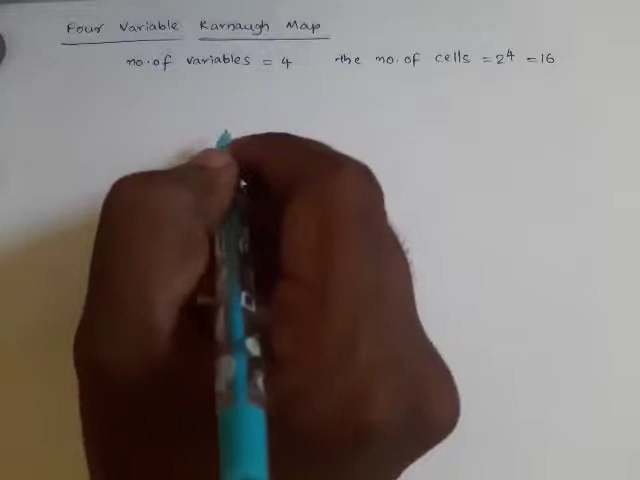 Four Variable Karnaugh Map
no. of variables = 4 the no. of cells = 2⁴ = 16